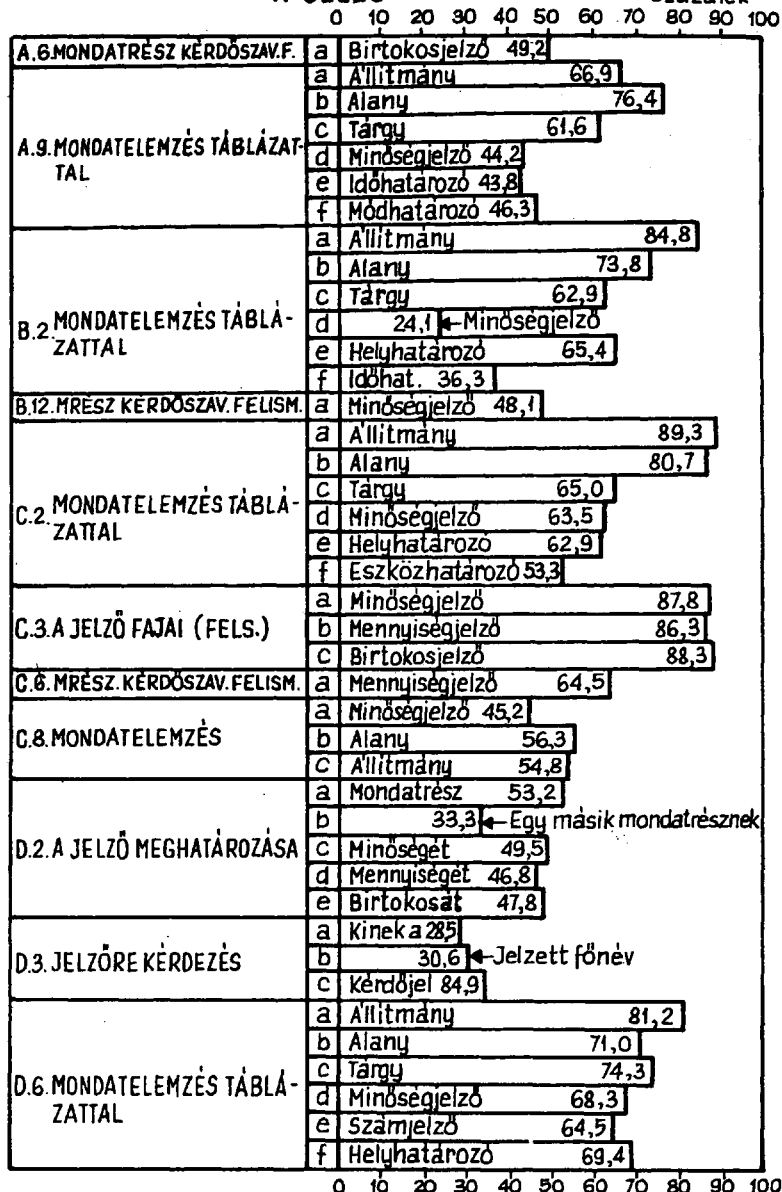 0 10 20 30 40 50 60 70 80 90 100
A.6. MONDATRÉSZ KÉRDŐSZAV. F. a Birtokosjelző 49,2
A.9. MONDATELEMZÉS TÁBLÁZAT-
TAL
a Állítmány 66,9
b Alany 76,4
c Tárgy 61,6
d Minőségjelző 44,2
e Időhatározó 43,8
f Módhatározó 46,3
B.2. MONDATELEMZÉS TÁBLÁ-
ZATTAL
a Állítmány 84,8
b Alany 73,8
c Tárgy 62,9
d 24,1 ←Minőségjelző
e Helyhatározó 65,4
f Időhat. 36,3
B.12. MRÉSZ KÉRDŐSZAV. FELISM. a Minőségjelző 48,1
C.2. MONDATELEMZÉS TÁBLÁ-
ZATTAL
a Állítmány 89,3
b Alany 80,7
c Tárgy 65,0
d Minőségjelző 63,5
e Helyhatározó 62,9
f Eszközhatározó 53,3
C.3. A JELZŐ FAJAI (FELS.)
a Minőségjelző 87,8
b Mennyiségjelző 86,3
c Birtokosjelző 88,3
C.6. MRÉSZ. KÉRDŐSZAV. FELISM. a Mennyiségjelző 64,5
C.8. MONDATELEMZÉS
a Minőségjelző 45,2
b Alany 56,3
c Állítmány 54,8
D.2. A JELZŐ MEGHATÁROZÁSA
a Mondatrész 53,2
b 33,3 ←Egy másik mondatrésznek
c Minőségét 49,5
d Mennyiségét 46,8
e Birtokosát 47,8
D.3. JELZŐRE KÉRDEZÉS
a Kinek a 28,5
b 30,6 ←Jelzett főnév
c Kérdőjel 84,9
D.6. MONDATELEMZÉS TÁBLÁ-
ZATTAL
a Állítmány 81,2
b Alany 71,0
c Tárgy 74,3
d Minőségjelző 68,3
e Számjelző 64,5
f Helyhatározó 69,4
0 10 20 30 40 50 60 70 80 90 100